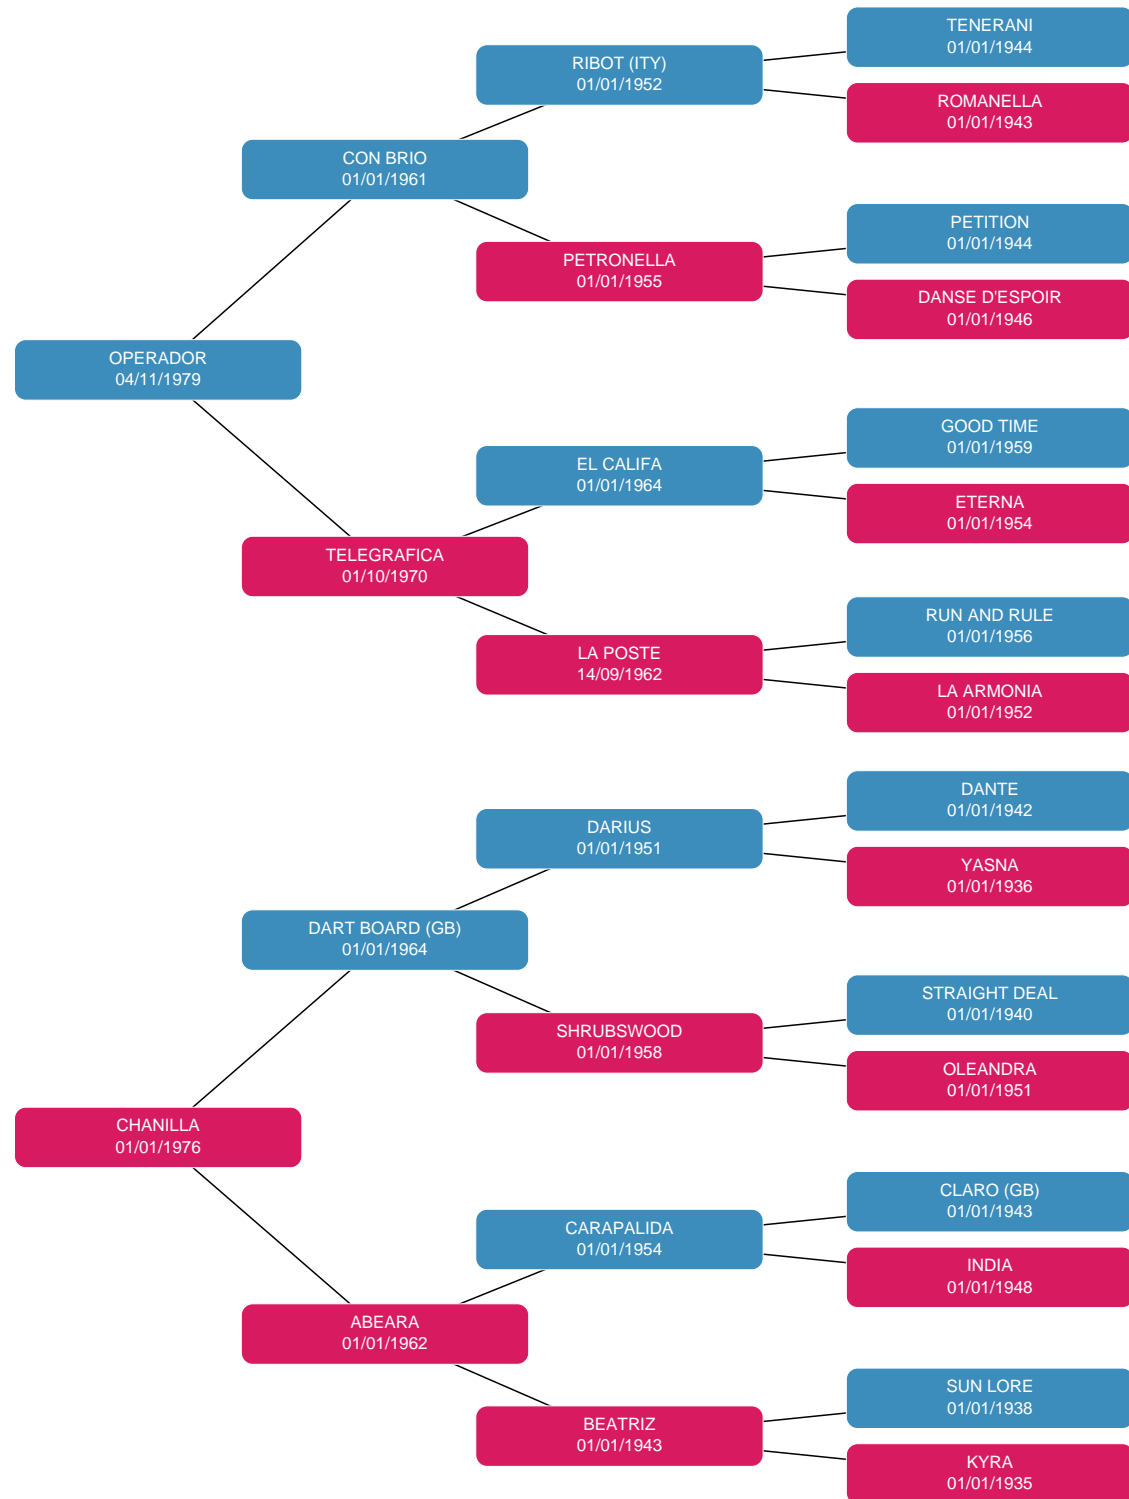 TENERANI
01/01/1944
RIBOT (ITY)
01/01/1952
ROMANELLA
01/01/1943
CON BRIO
01/01/1961
PETITION
01/01/1944
PETRONELLA
01/01/1955
DANSE D'ESPOIR
01/01/1946
OPERADOR
04/11/1979
GOOD TIME
01/01/1959
EL CALIFA
01/01/1964
ETERNA
01/01/1954
TELEGRAFICA
01/10/1970
RUN AND RULE
01/01/1956
LA POSTE
14/09/1962
LA ARMONIA
01/01/1952
DANTE
01/01/1942
DARIUS
01/01/1951
YASNA
01/01/1936
DART BOARD (GB)
01/01/1964
STRAIGHT DEAL
01/01/1940
SHRUBSWOOD
01/01/1958
OLEANDRA
01/01/1951
CHANILLA
01/01/1976
CLARO (GB)
01/01/1943
CARAPALIDA
01/01/1954
INDIA
01/01/1948
ABEARA
01/01/1962
SUN LORE
01/01/1938
BEATRIZ
01/01/1943
KYRA
01/01/1935